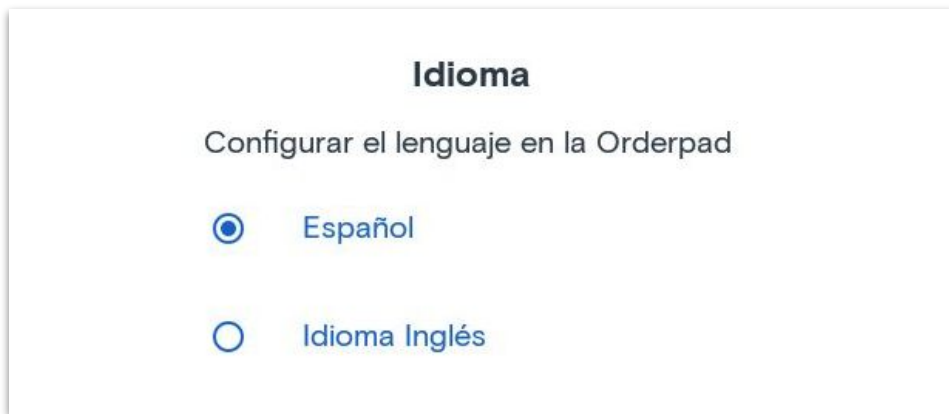 Idioma
Configurar el lenguaje en la Orderpad
Español
Idioma Inglés